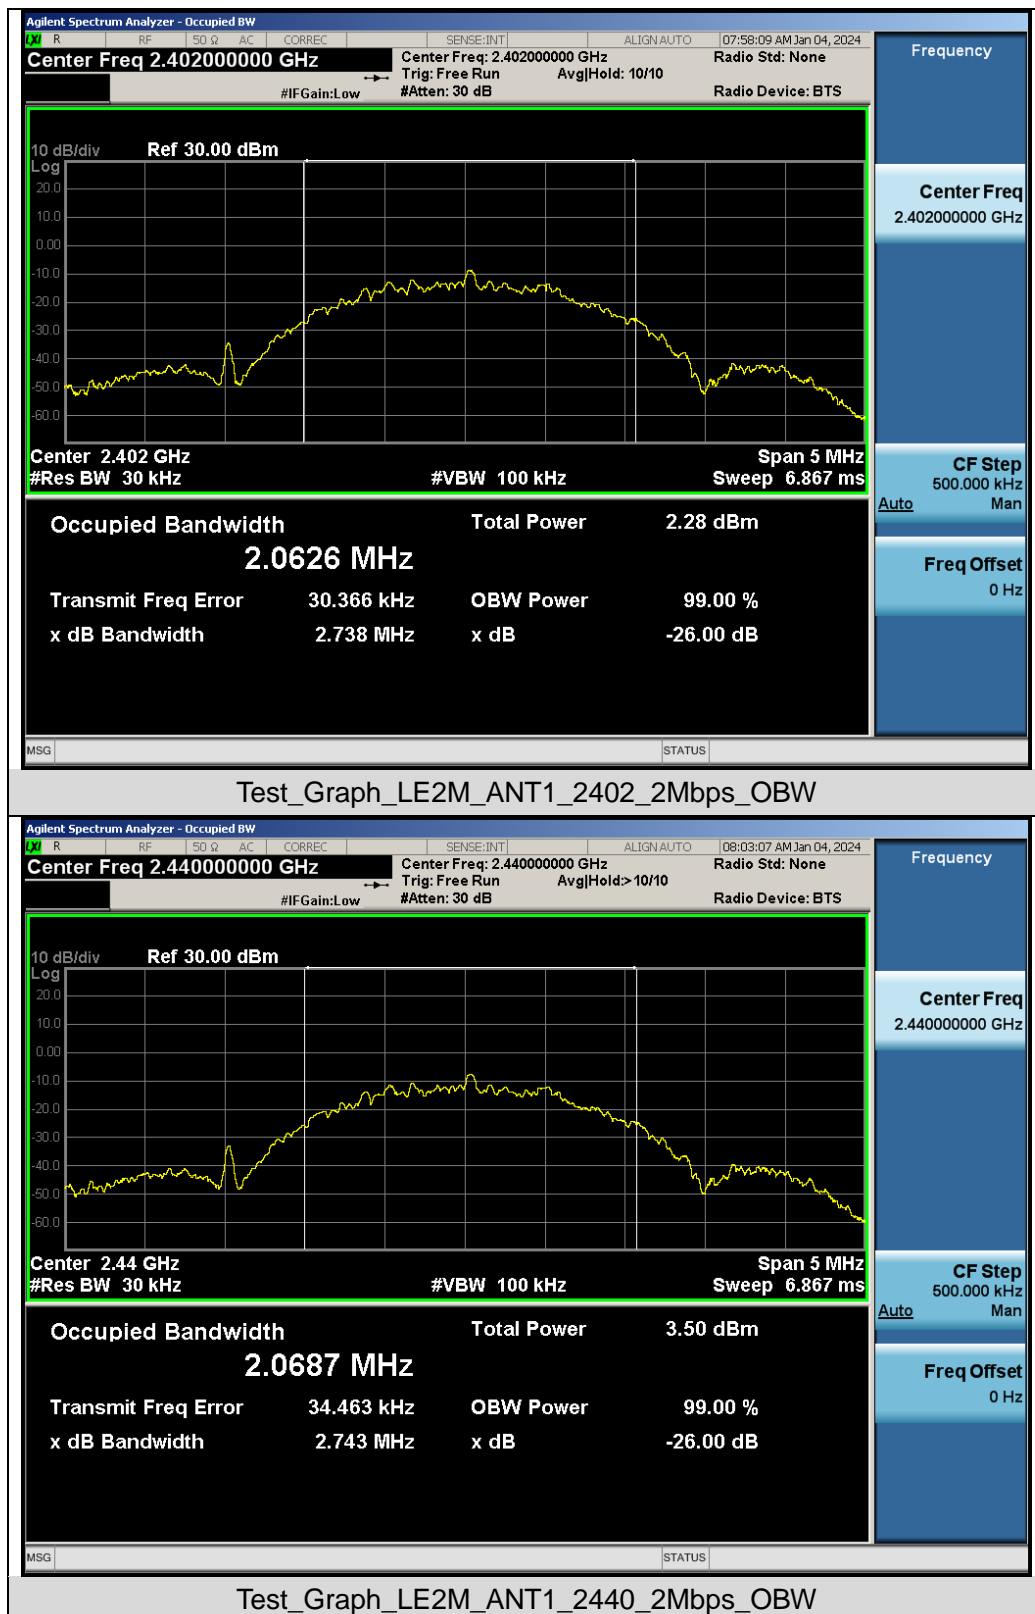 Agilent Spectrum Analyzer - Occupied BW
LXI R RF 50 Ω AC CORREC SENSE:INT ALIGN AUTO 07:58:09 AM Jan 04, 2024
Center Freq 2.402000000 GHz
Center Freq: 2.402000000 GHz
Radio Std: None
Trig: Free Run Avg|Hold: 10/10
#IFGain:Low #Atten: 30 dB Radio Device: BTS
Frequency
10 dB/div Ref 30.00 dBm
Log
20.0
10.0
0.00
-10.0
-20.0
-30.0
-40.0
-50.0
-60.0
Center 2.402 GHz Span 5 MHz
#Res BW 30 kHz #VBW 100 kHz Sweep 6.867 ms
Center Freq
2.402000000 GHz
CF Step
500.000 kHz
Auto Man
Freq Offset
0 Hz
Occupied Bandwidth Total Power 2.28 dBm
2.0626 MHz
Transmit Freq Error 30.366 kHz OBW Power 99.00 %
x dB Bandwidth 2.738 MHz x dB -26.00 dB
MSG STATUS
Test_Graph_LE2M_ANT1_2402_2Mbps_OBW
Agilent Spectrum Analyzer - Occupied BW
LXI R RF 50 Ω AC CORREC SENSE:INT ALIGN AUTO 08:03:07 AM Jan 04, 2024
Center Freq 2.440000000 GHz
Center Freq: 2.440000000 GHz
Radio Std: None
Trig: Free Run Avg|Hold:>10/10
#IFGain:Low #Atten: 30 dB Radio Device: BTS
Frequency
10 dB/div Ref 30.00 dBm
Log
20.0
10.0
0.00
-10.0
-20.0
-30.0
-40.0
-50.0
-60.0
Center 2.44 GHz Span 5 MHz
#Res BW 30 kHz #VBW 100 kHz Sweep 6.867 ms
Center Freq
2.440000000 GHz
CF Step
500.000 kHz
Auto Man
Freq Offset
0 Hz
Occupied Bandwidth Total Power 3.50 dBm
2.0687 MHz
Transmit Freq Error 34.463 kHz OBW Power 99.00 %
x dB Bandwidth 2.743 MHz x dB -26.00 dB
MSG STATUS
Test_Graph_LE2M_ANT1_2440_2Mbps_OBW